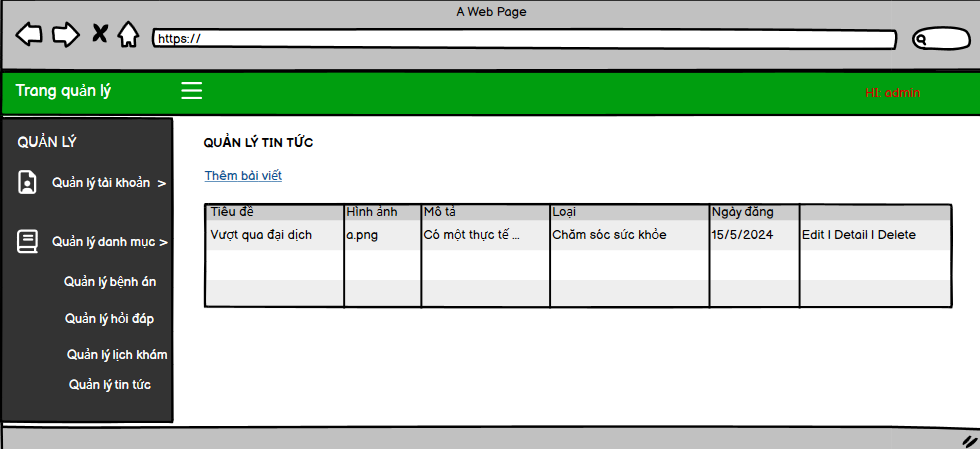 A Web Page
https://
Trang quản lý
HI: admin
QUẢN LÝ
Quản lý tài khoản >
Quản lý danh mục >
Quản lý bệnh án
Quản lý hỏi đáp
Quản lý lịch khám
Quản lý tin tức
QUẢN LÝ TIN TỨC
Thêm bài viết
Tiêu đề Hình ảnh Mô tả Loại Ngày đăng
Vượt qua đại dịch a.png Có một thực tế ... Chăm sóc sức khỏe 15/5/2024 Edit | Detail | Delete